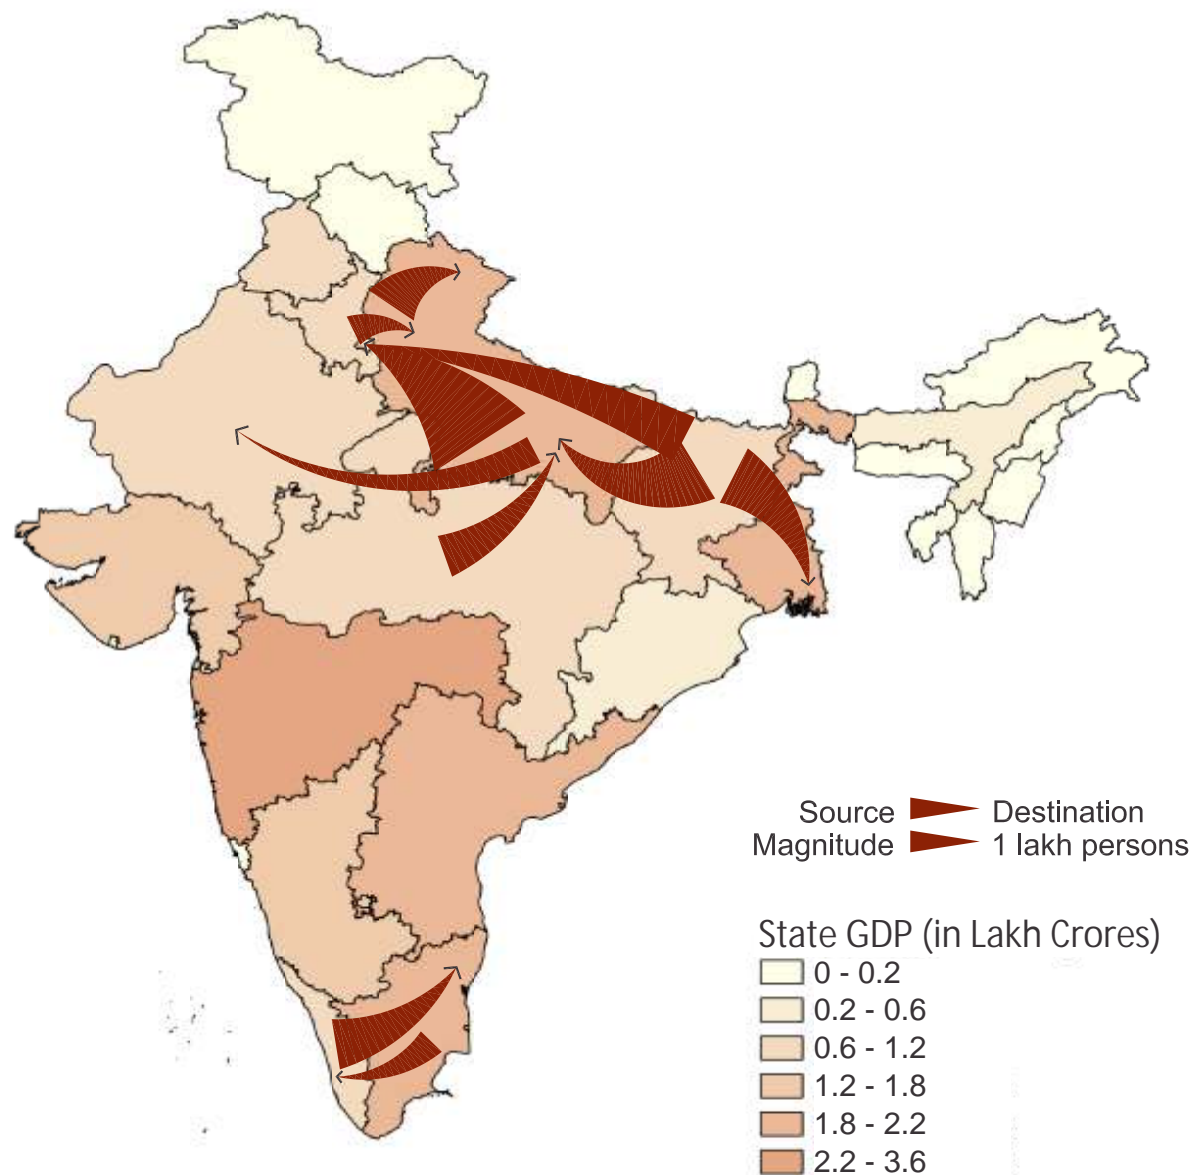 Source Destination
Magnitude 1 lakh persons
State GDP (in Lakh Crores)
0 - 0.2
0.2 - 0.6
0.6 - 1.2
1.2 - 1.8
1.8 - 2.2
2.2 - 3.6